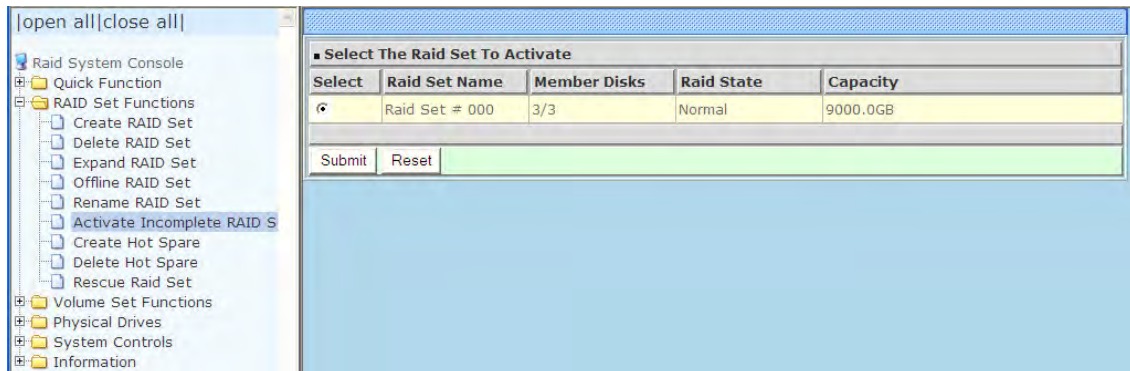 |open all|close all|
Raid System Console
Quick Function
RAID Set Functions
Create RAID Set
Delete RAID Set
Expand RAID Set
Offline RAID Set
Rename RAID Set
Activate Incomplete RAID S
Create Hot Spare
Delete Hot Spare
Rescue Raid Set
Volume Set Functions
Physical Drives
System Controls
Information
Select The Raid Set To Activate
Select Raid Set Name Member Disks Raid State Capacity
Raid Set # 000 3/3 Normal 9000.0GB
Submit Reset